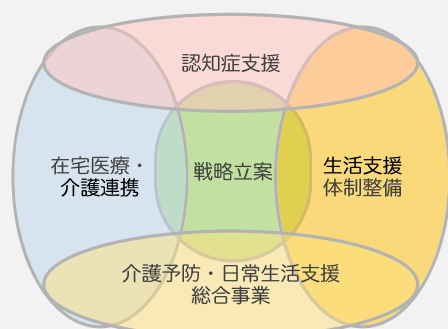 認知症支援
在宅医療・
介護連携
戦略立案
生活支援
体制整備
介護予防・日常生活支援
総合事業